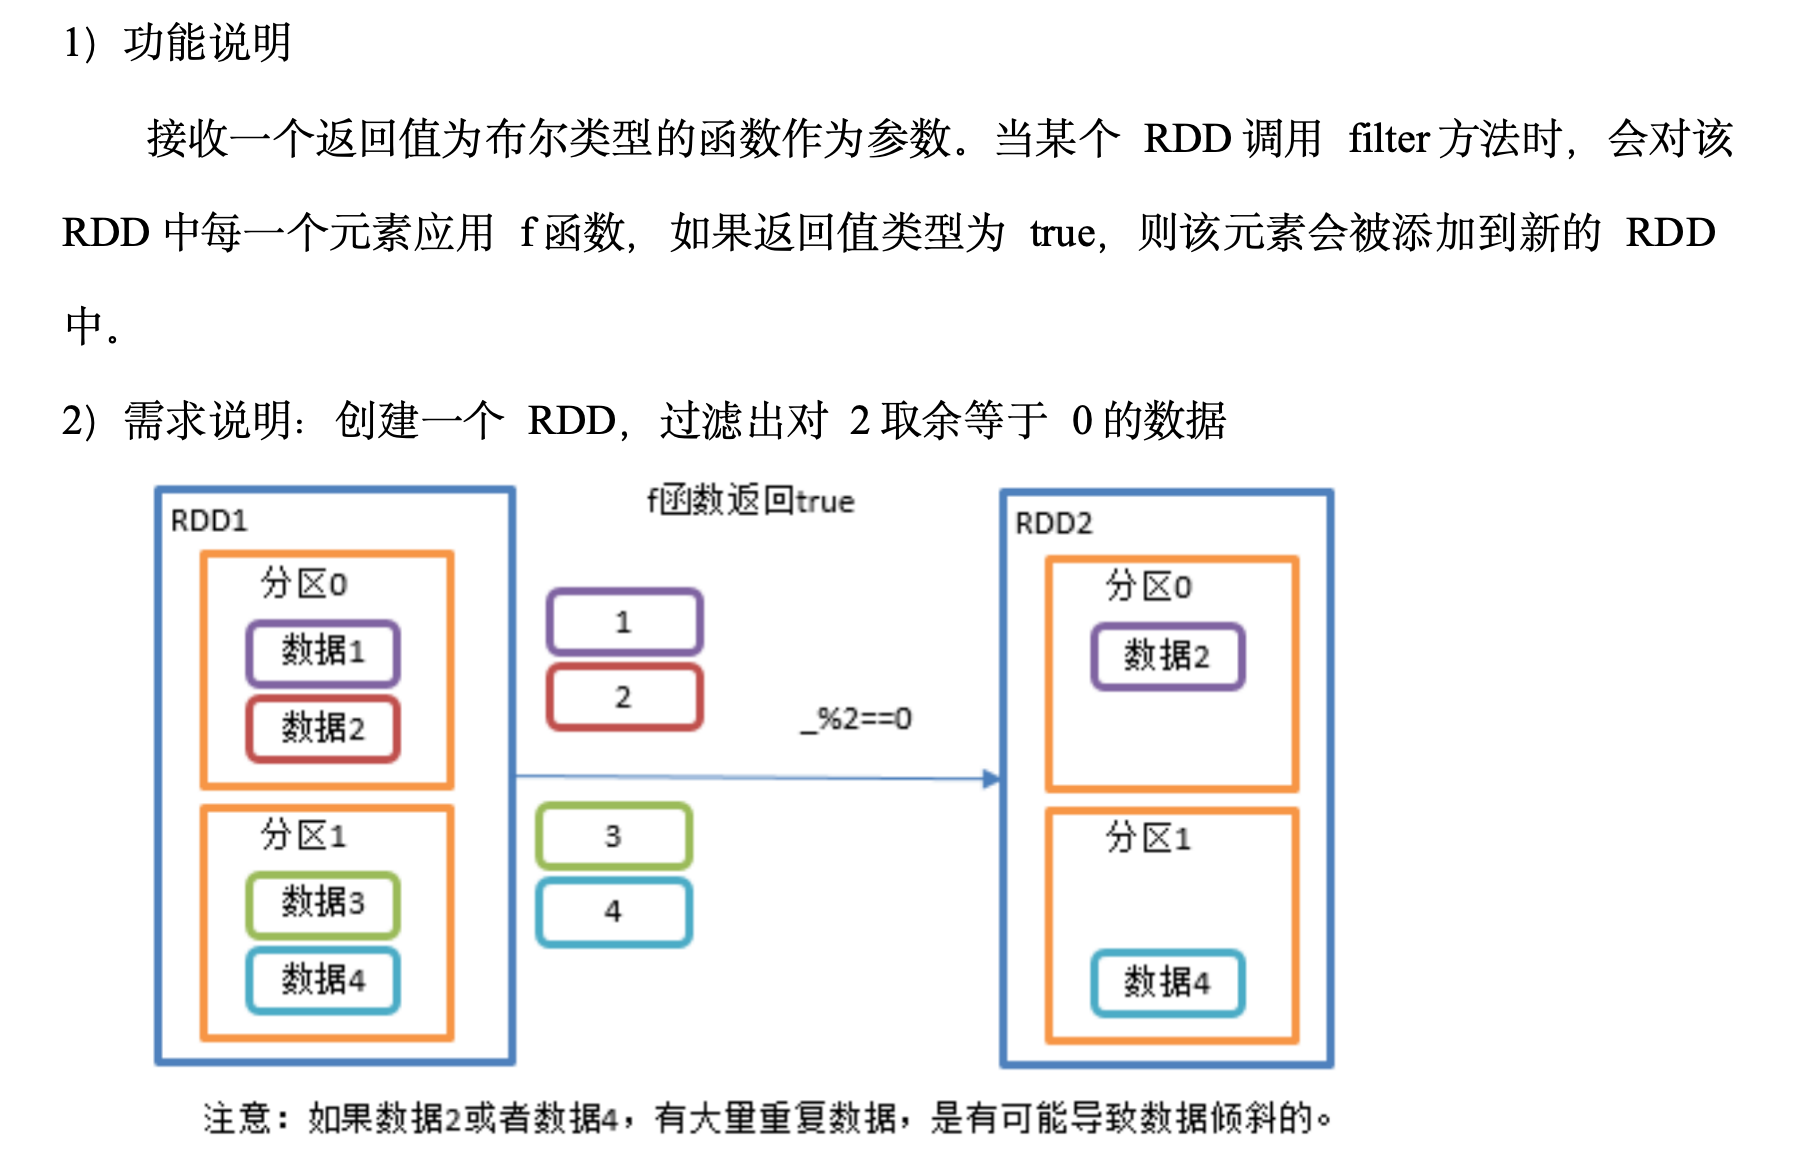 1）功能说明
接收一个返回值为布尔类型的函数作为参数。当某个 RDD 调用 filter 方法时，会对该
RDD 中每一个元素应用 f 函数，如果返回值类型为 true，则该元素会被添加到新的 RDD
中。
2）需求说明：创建一个 RDD，过滤出对 2 取余等于 0 的数据
f函数返回true
RDD1
分区0
数据1
数据2
分区1
数据3
数据4
1
2
_%2==0
3
4
RDD2
分区0
数据2
分区1
数据4
注意：如果数据2或者数据4，有大量重复数据，是有可能导致数据倾斜的。